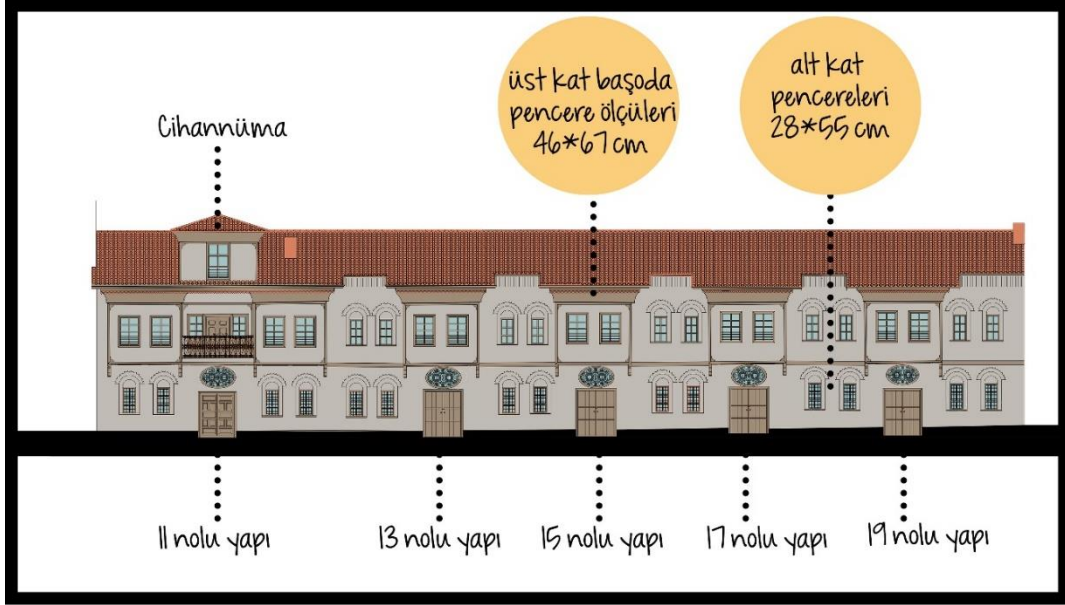 Cihannüma
üst kat başoda
pencere ölçüleri
46*67 cm
alt kat
pencereleri
28*55 cm
11 nolu yapı
13 nolu yapı
15 nolu yapı
17 nolu yapı
19 nolu yapı